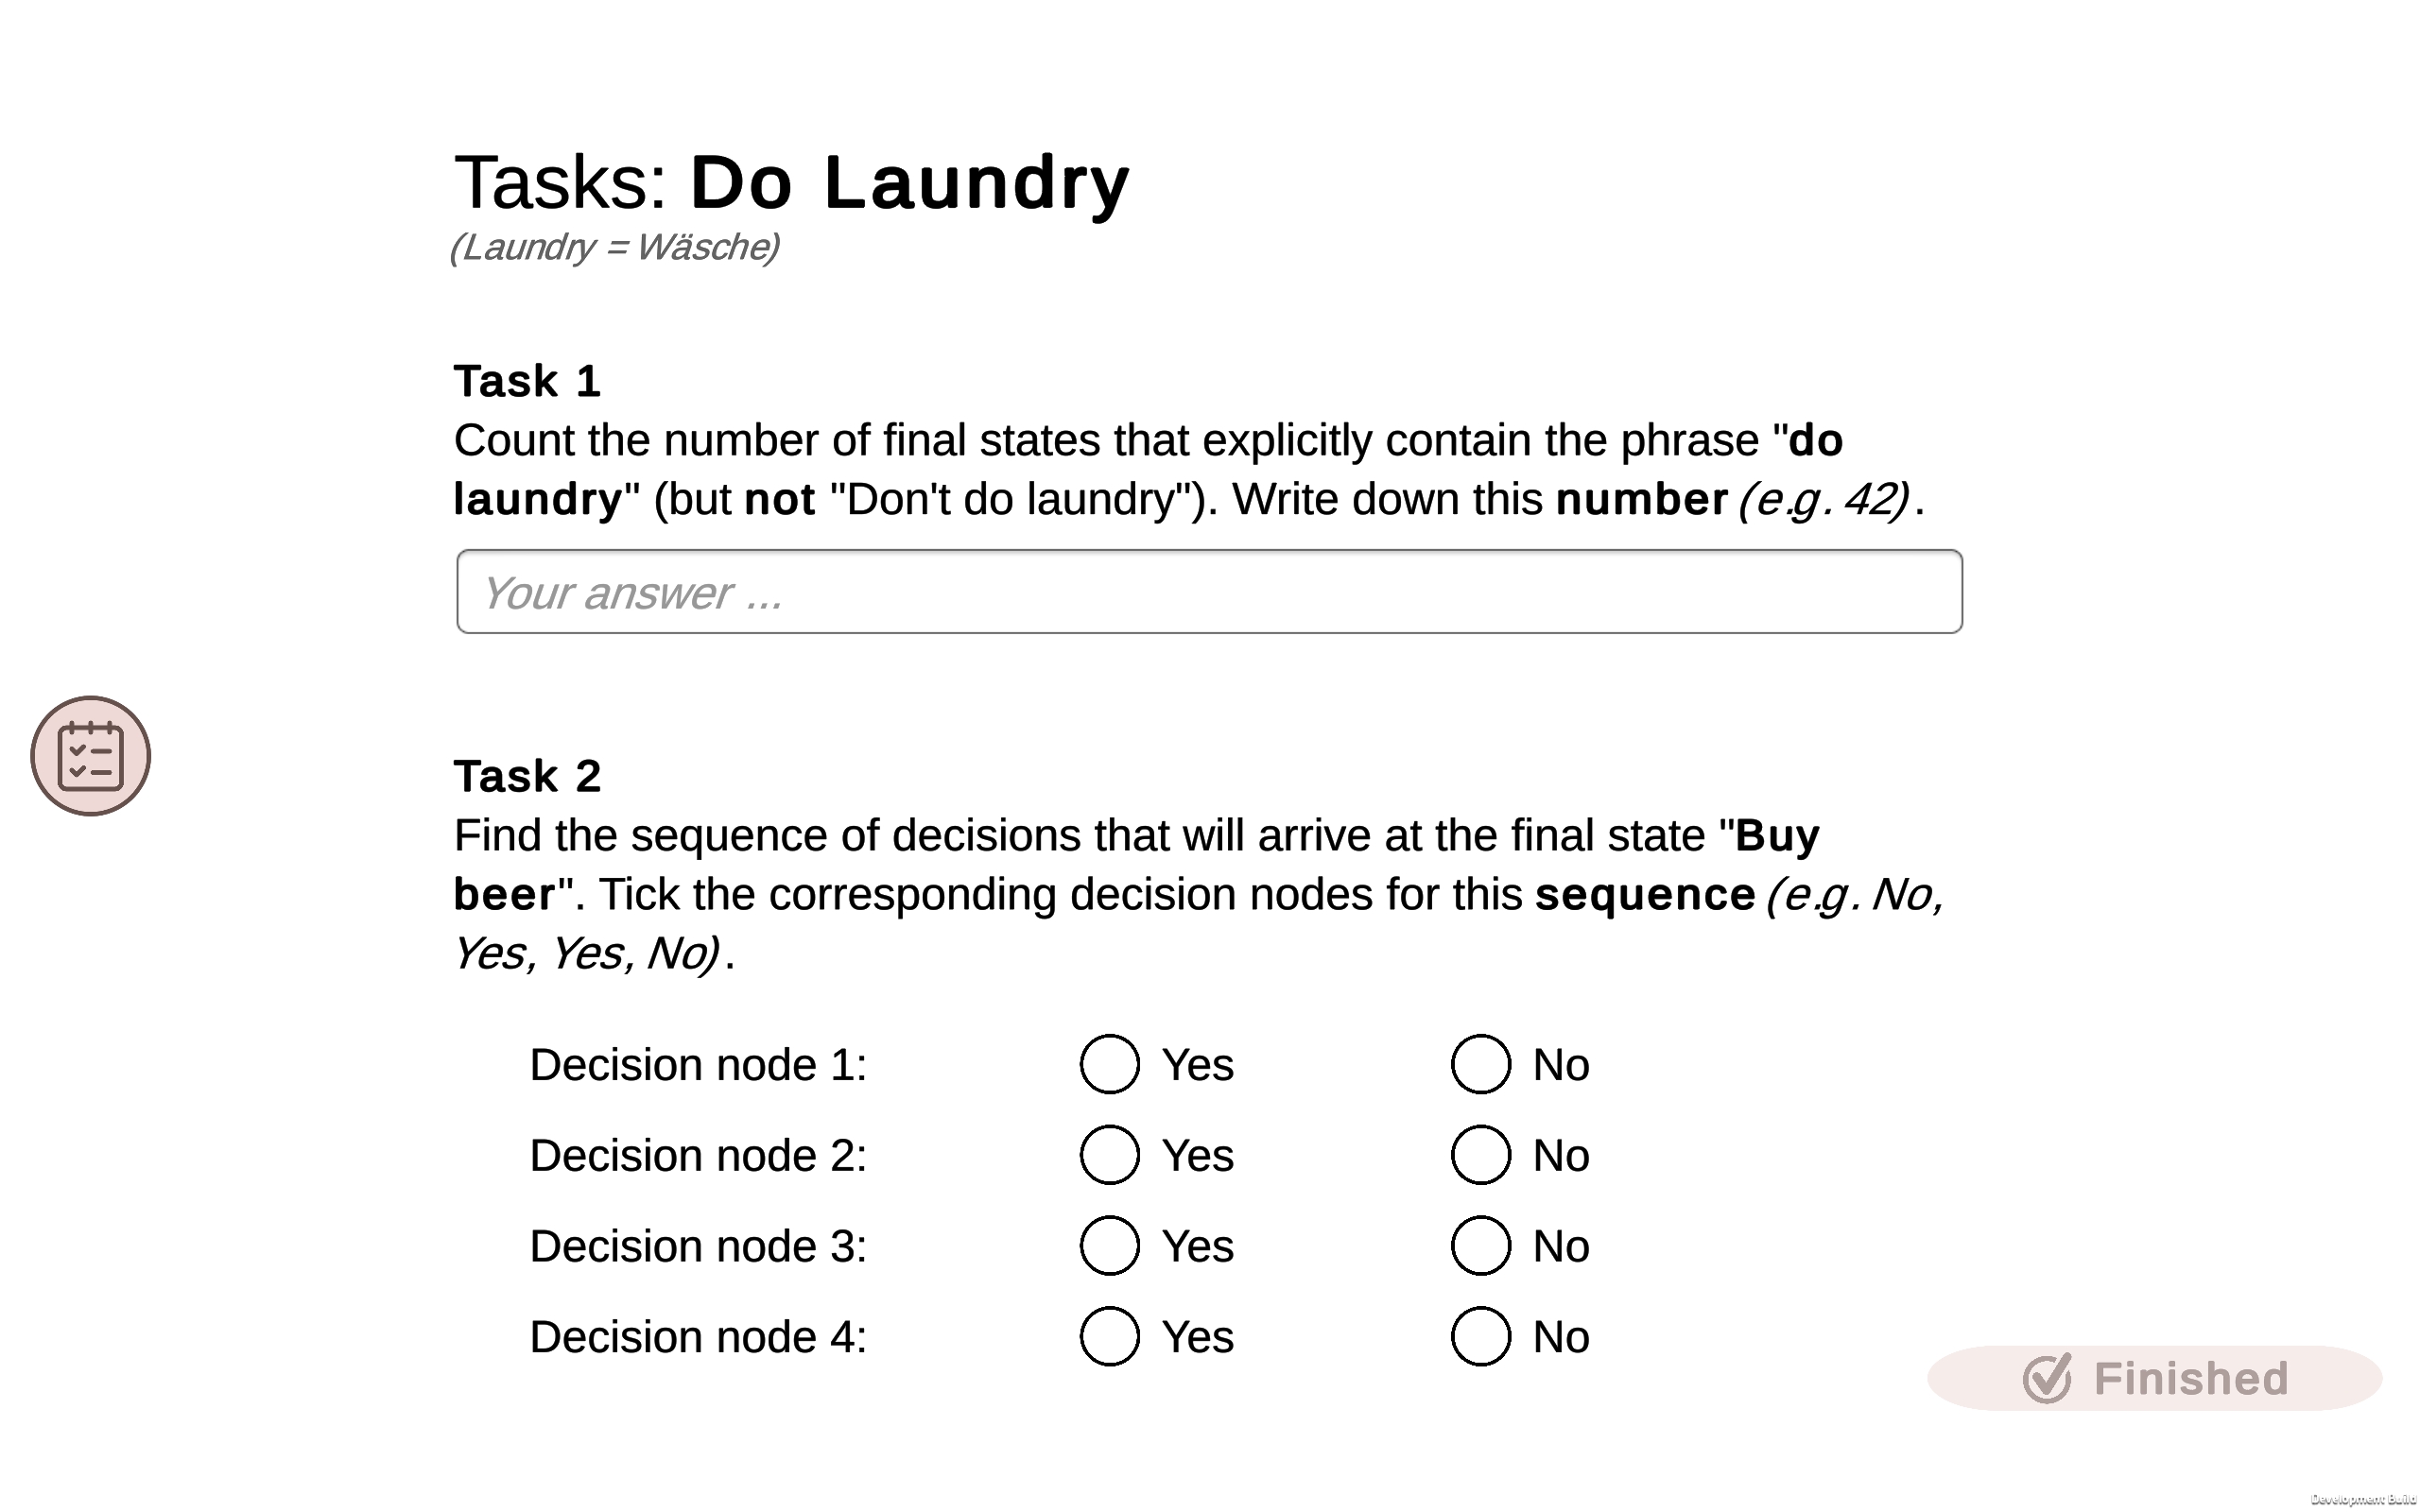 Tasks: Do Laundry
(Laundry = Wäsche)
Task 1
Count the number of final states that explicitly contain the phrase "do
laundry" (but not "Don't do laundry"). Write down this number (e.g. 42).
Your answer ...
Task 2
Find the sequence of decisions that will arrive at the final state "Buy
beer". Tick the corresponding decision nodes for this sequence (e.g. No,
Yes, Yes, No).
Decision node 1: Yes No
Decision node 2: Yes No
Decision node 3: Yes No
Decision node 4: Yes No
Finished
Development Build